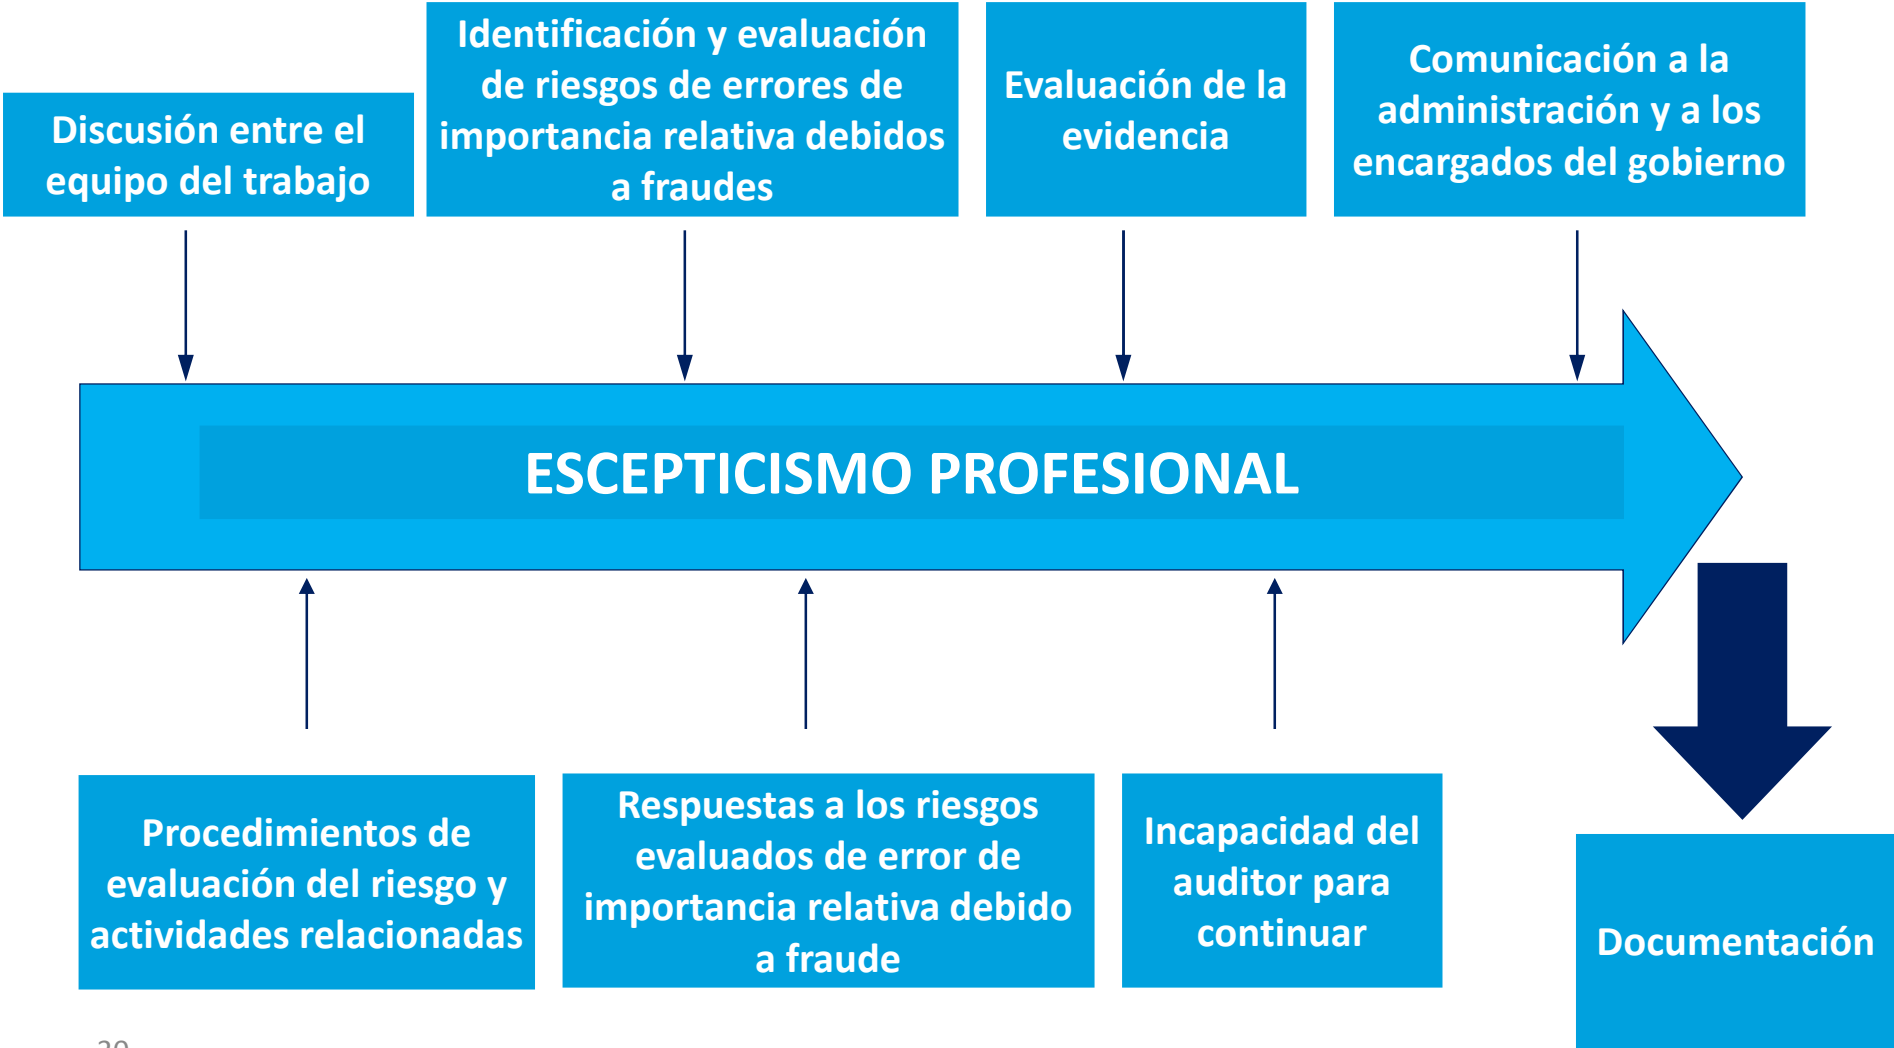 Discusión entre el
equipo del trabajo
Identificación y evaluación
de riesgos de errores de
importancia relativa debidos
a fraudes
Evaluación de la
evidencia
Comunicación a la
administración y a los
encargados del gobierno
ESCEPTICISMO PROFESIONAL
Procedimientos de
evaluación del riesgo y
actividades relacionadas
Respuestas a los riesgos
evaluados de error de
importancia relativa debido
a fraude
Incapacidad del
auditor para
continuar
Documentación